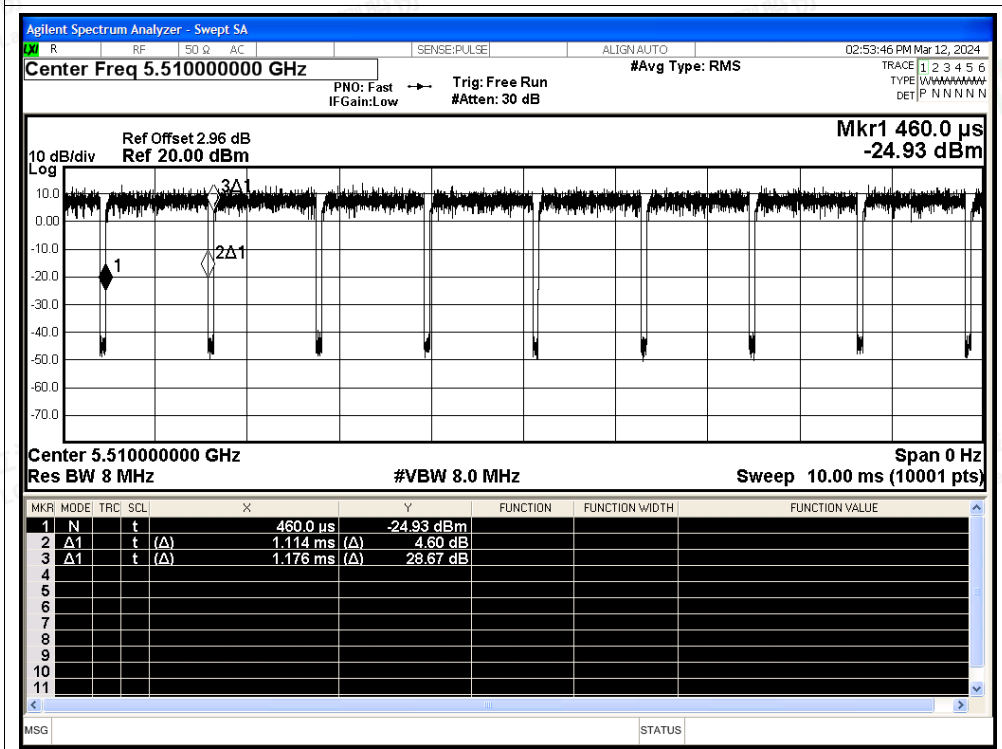 Agilent Spectrum Analyzer - Swept SA
LXI R RF 50 Ω AC SENSE:PULSE ALIGN AUTO 02:53:46 PM Mar 12, 2024
Center Freq 5.510000000 GHz
#Avg Type: RMS
TRACE 1 2 3 4 5 6
PNO: Fast Trig: Free Run
TYPE WWWWWW
IFGain:Low #Atten: 30 dB
DET P N N N N N
Mkr1 460.0 µs
-24.93 dBm
Ref Offset 2.96 dB
10 dB/div Ref 20.00 dBm
Log
10.0
0.00
-10.0
-20.0
-30.0
-40.0
-50.0
-60.0
-70.0
3Δ1
2Δ1
1
Center 5.510000000 GHz Span 0 Hz
Res BW 8 MHz #VBW 8.0 MHz Sweep 10.00 ms (10001 pts)
MKR MODE TRC SCL X Y FUNCTION FUNCTION WIDTH FUNCTION VALUE
1 N t 460.0 µs -24.93 dBm
2 Δ1 t (Δ) 1.114 ms (Δ) 4.60 dB
3 Δ1 t (Δ) 1.176 ms (Δ) 28.67 dB
4
5
6
7
8
9
10
11
MSG STATUS